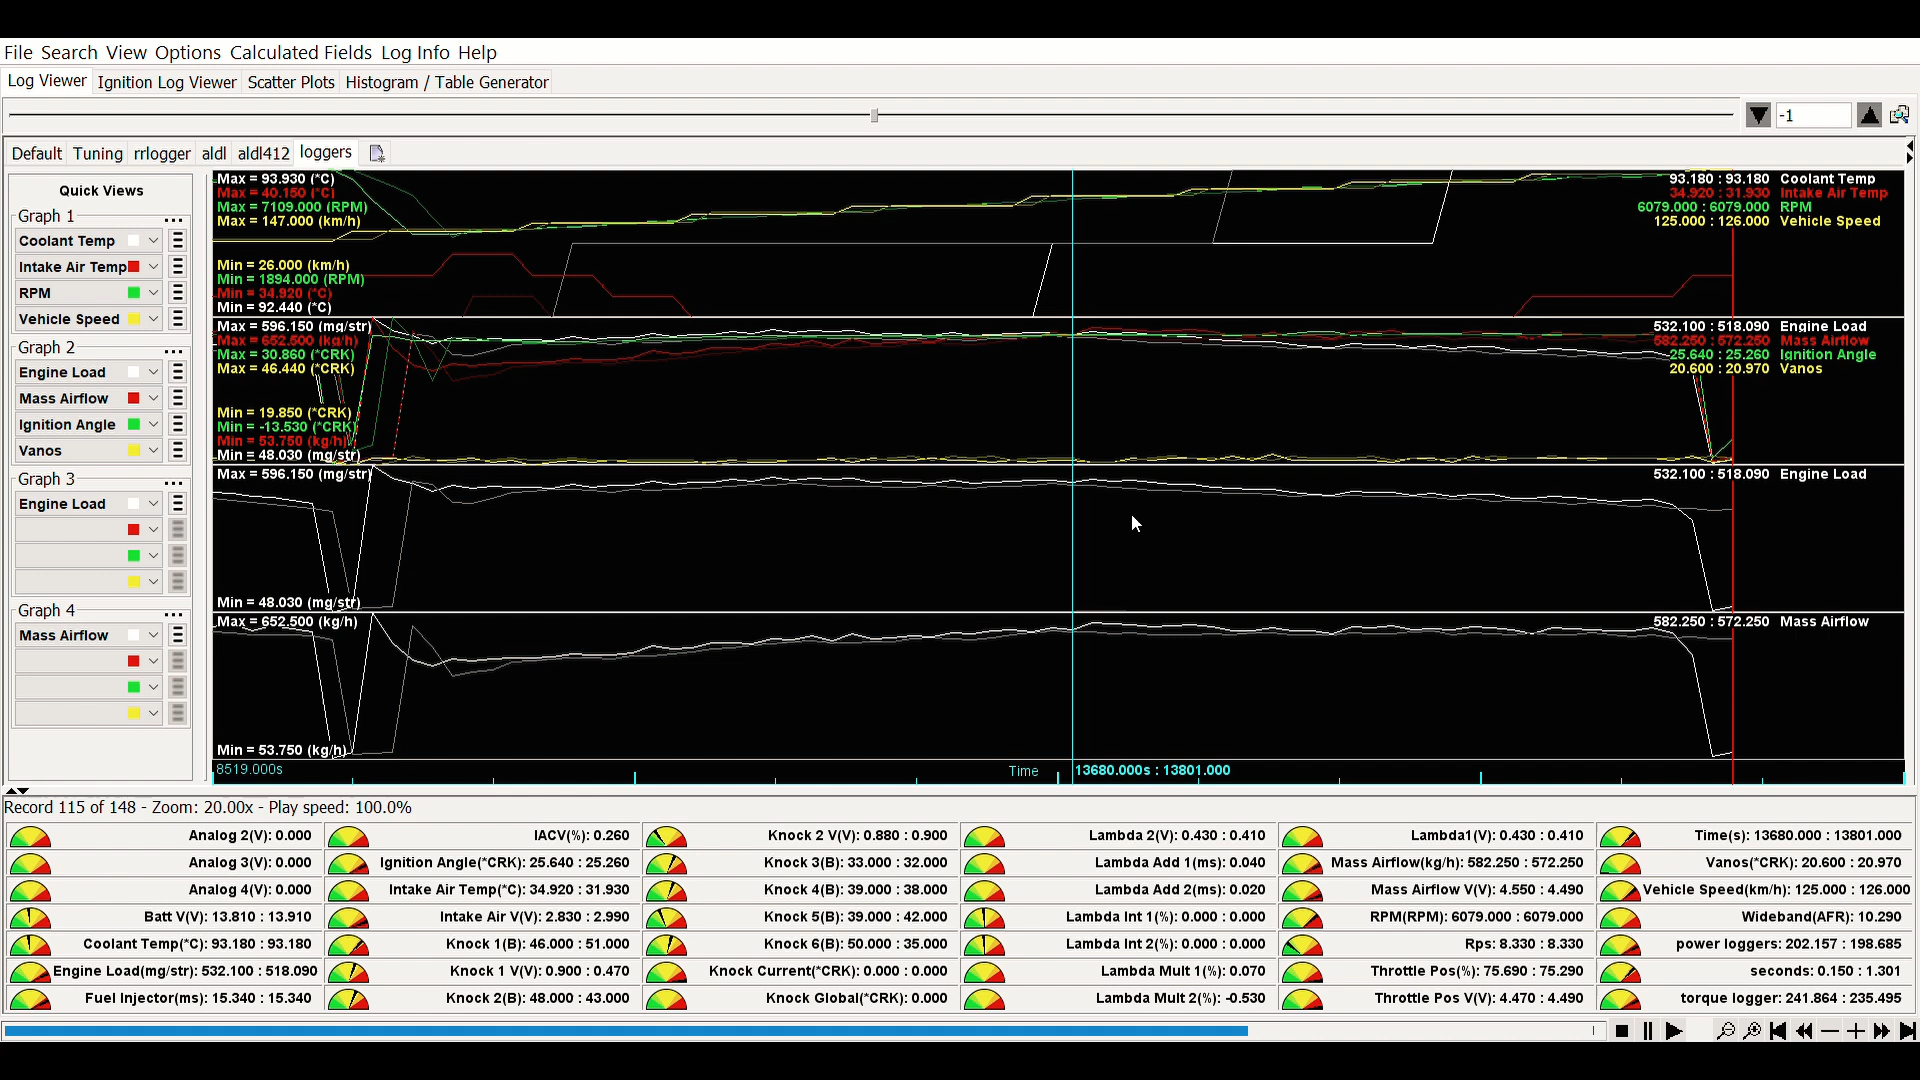 File Search View Options Calculated Fields Log Info Help
Log Viewer Ignition Log Viewer Scatter Plots Histogram / Table Generator
-1
Default Tuning rrlogger aldl aldl412 loggers
Quick Views
Graph 1
Coolant Temp
Intake Air Temp
RPM
Vehicle Speed
Graph 2
Engine Load
Mass Airflow
Ignition Angle
Vanos
Graph 3
Engine Load
Graph 4
Mass Airflow
Max = 93.930 (*C)
Max = 40.150 (*C)
Max = 7109.000 (RPM)
Max = 147.000 (km/h)
Min = 26.000 (km/h)
Min = 1894.000 (RPM)
Min = 34.920 (*C)
Min = 92.440 (*C)
93.180 : 93.180 Coolant Temp
34.920 : 31.930 Intake Air Temp
6079.000 : 6079.000 RPM
125.000 : 126.000 Vehicle Speed
Max = 596.150 (mg/str)
Max = 652.500 (kg/h)
Max = 30.860 (*CRK)
Max = 46.440 (*CRK)
Min = 19.850 (*CRK)
Min = -13.530 (*CRK)
Min = 53.750 (kg/h)
Min = 48.030 (mg/str)
532.100 : 518.090 Engine Load
582.250 : 572.250 Mass Airflow
25.640 : 25.260 Ignition Angle
20.600 : 20.970 Vanos
Max = 596.150 (mg/str)
Min = 48.030 (mg/str)
532.100 : 518.090 Engine Load
Max = 652.500 (kg/h)
Min = 53.750 (kg/h)
582.250 : 572.250 Mass Airflow
8519.000s Time 13680.000s : 13801.000
Record 115 of 148 - Zoom: 20.00x - Play speed: 100.0%
Analog 2(V): 0.000 IACV(%): 0.260 Knock 2 V(V): 0.880 : 0.900 Lambda 2(V): 0.430 : 0.410 Lambda1(V): 0.430 : 0.410 Time(s): 13680.000 : 13801.000
Analog 3(V): 0.000 Ignition Angle(*CRK): 25.640 : 25.260 Knock 3(B): 33.000 : 32.000 Lambda Add 1(ms): 0.040 Mass Airflow(kg/h): 582.250 : 572.250 Vanos(*CRK): 20.600 : 20.970
Analog 4(V): 0.000 Intake Air Temp(*C): 34.920 : 31.930 Knock 4(B): 39.000 : 38.000 Lambda Add 2(ms): 0.020 Mass Airflow V(V): 4.550 : 4.490 Vehicle Speed(km/h): 125.000 : 126.000
Batt V(V): 13.810 : 13.910 Intake Air V(V): 2.830 : 2.990 Knock 5(B): 39.000 : 42.000 Lambda Int 1(%): 0.000 : 0.000 RPM(RPM): 6079.000 : 6079.000 Wideband(AFR): 10.290
Coolant Temp(*C): 93.180 : 93.180 Knock 1(B): 46.000 : 51.000 Knock 6(B): 50.000 : 35.000 Lambda Int 2(%): 0.000 : 0.000 Rps: 8.330 : 8.330 power loggers: 202.157 : 198.685
Engine Load(mg/str): 532.100 : 518.090 Knock 1 V(V): 0.900 : 0.470 Knock Current(*CRK): 0.000 : 0.000 Lambda Mult 1(%): 0.070 Throttle Pos(%): 75.690 : 75.290 seconds: 0.150 : 1.301
Fuel Injector(ms): 15.340 : 15.340 Knock 2(B): 48.000 : 43.000 Knock Global(*CRK): 0.000 Lambda Mult 2(%): -0.530 Throttle Pos V(V): 4.470 : 4.490 torque logger: 241.864 : 235.495